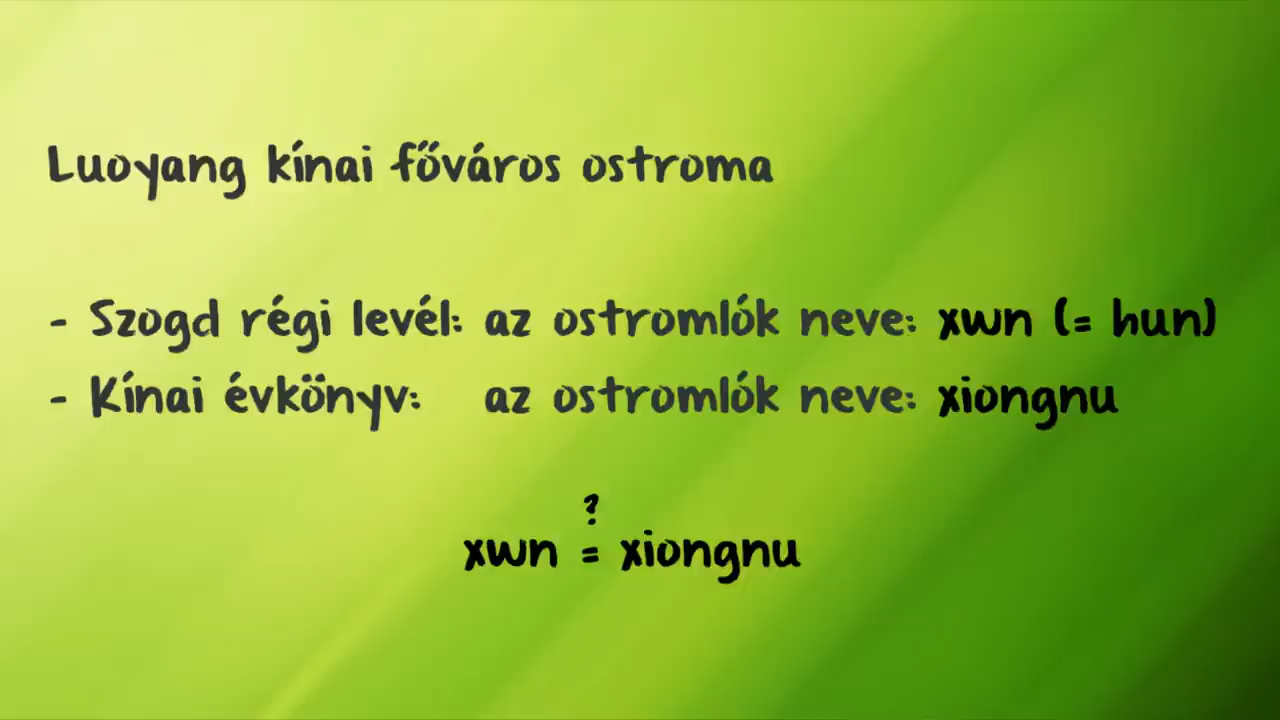 Luoyang kínai főváros ostroma
- Szogd régi levél: az ostromlók neve: xwn (= hun)
- Kínai évkönyv: az ostromlók neve: xiongnu
?
xwn = xiongnu